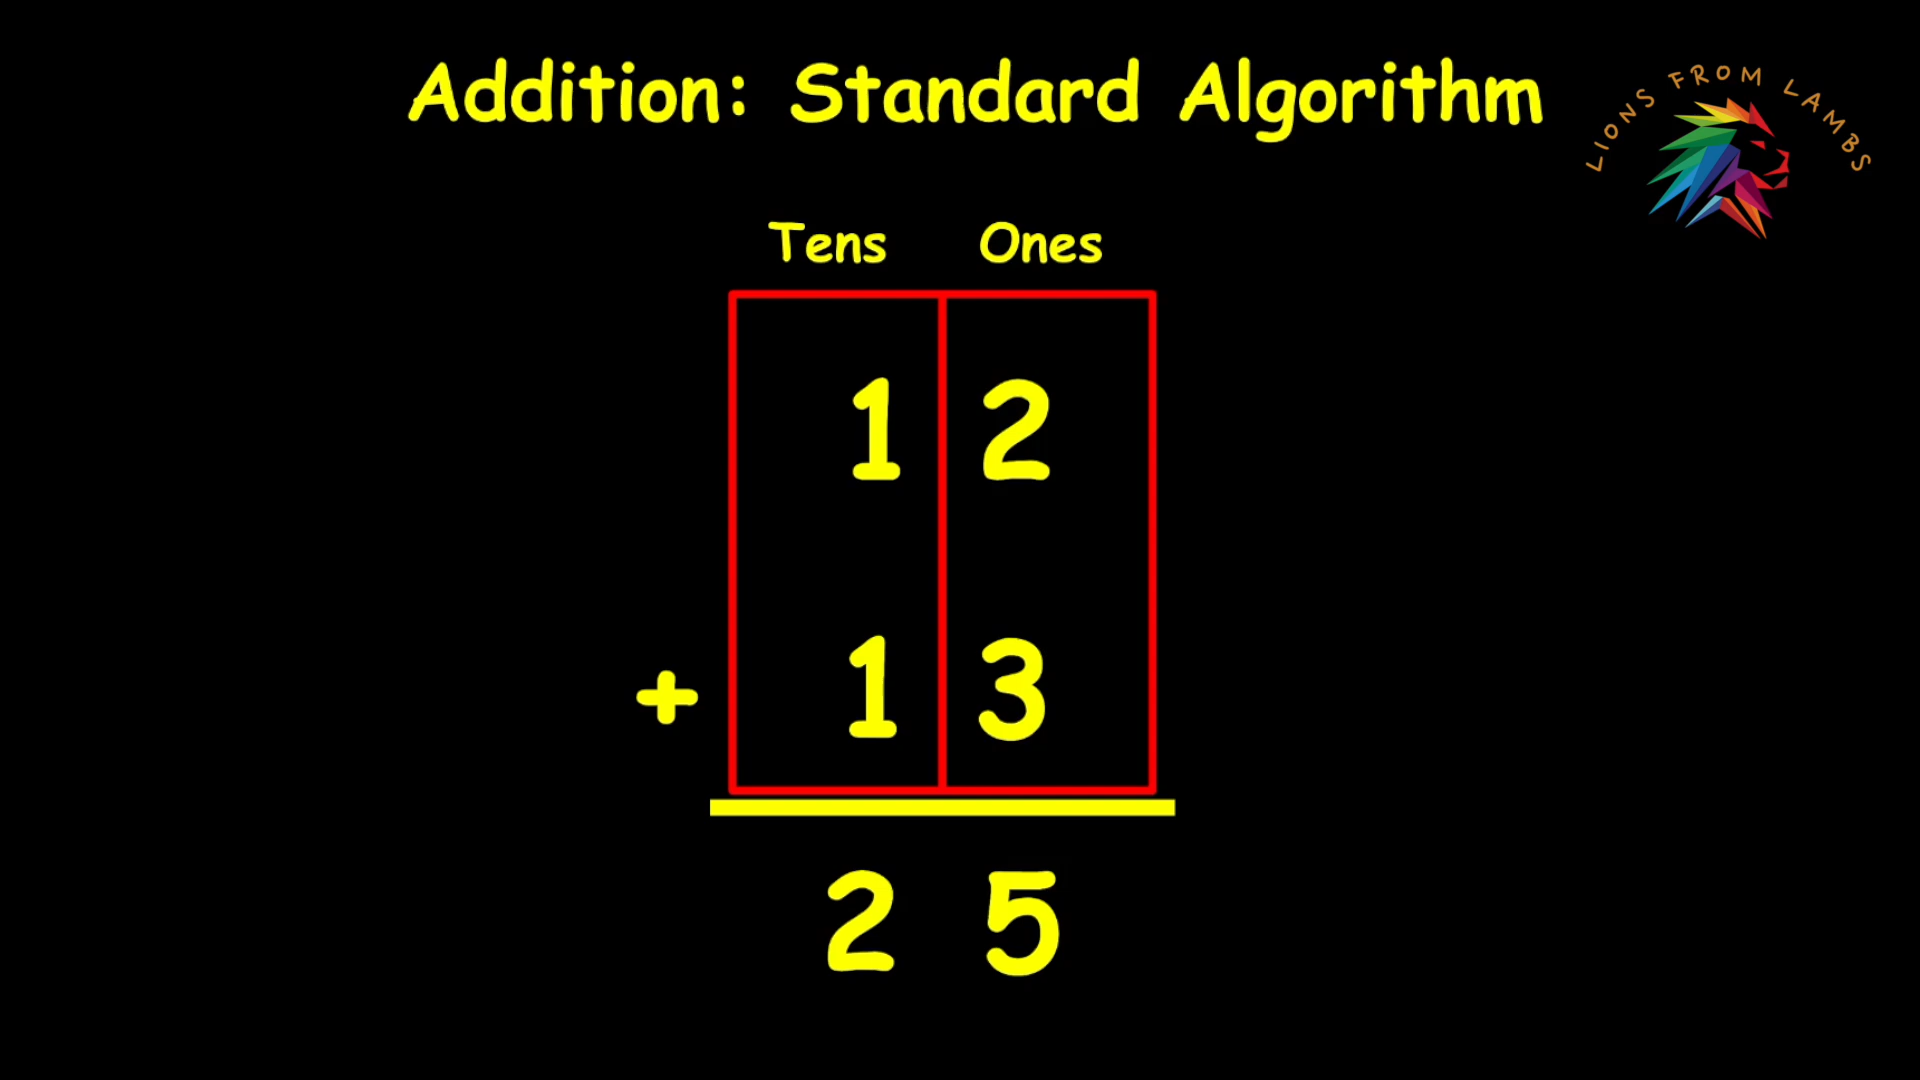 Addition: Standard Algorithm
LIONS FROM LAMBS
Tens Ones
1 2
+ 1 3
2 5